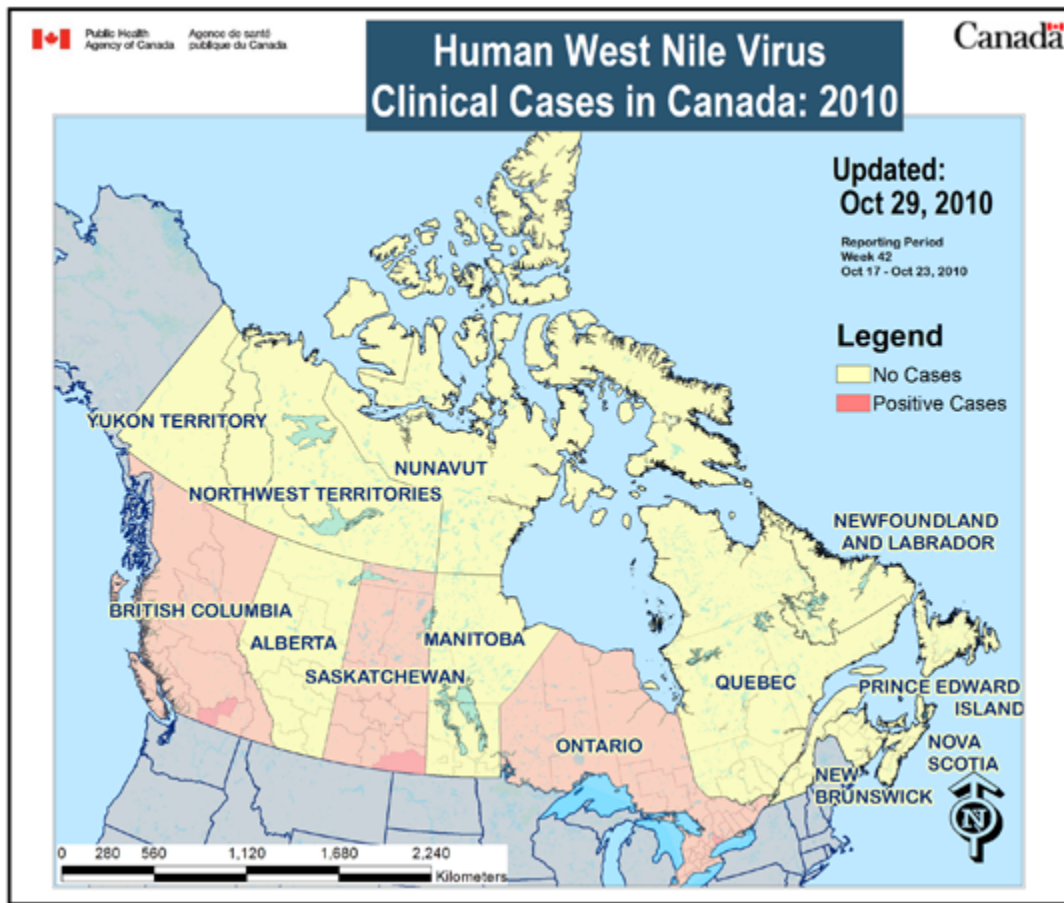 Public Health Agence de santé
Agency of Canada publique du Canada
Canada
Human West Nile Virus
Clinical Cases in Canada: 2010
Updated:
Oct 29, 2010
Reporting Period
Week 42
Oct 17 - Oct 23, 2010
Legend
No Cases
Positive Cases
YUKON TERRITORY
NUNAVUT
NORTHWEST TERRITORIES
NEWFOUNDLAND
AND LABRADOR
BRITISH COLUMBIA
ALBERTA
MANITOBA
SASKATCHEWAN
QUEBEC
PRINCE EDWARD
ISLAND
ONTARIO
NOVA
SCOTIA
NEW
BRUNSWICK
N
0 280 560 1,120 1,680 2,240
Kilometers